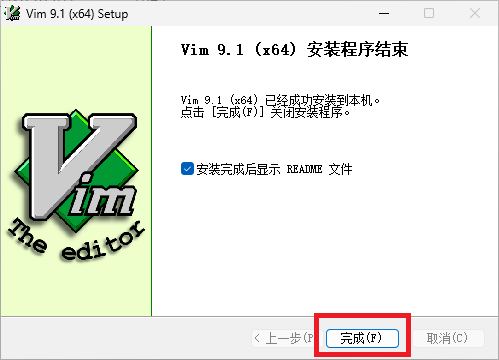 Vim 9.1 (x64) Setup
Vim 9.1 (x64) 安装程序结束
Vim 9.1 (x64) 已经成功安装到本机。
点击 [完成(F)] 关闭安装程序。
安装完成后显示 README 文件
Vim
The editor
< 上一步(P
完成(F)
取消(C)